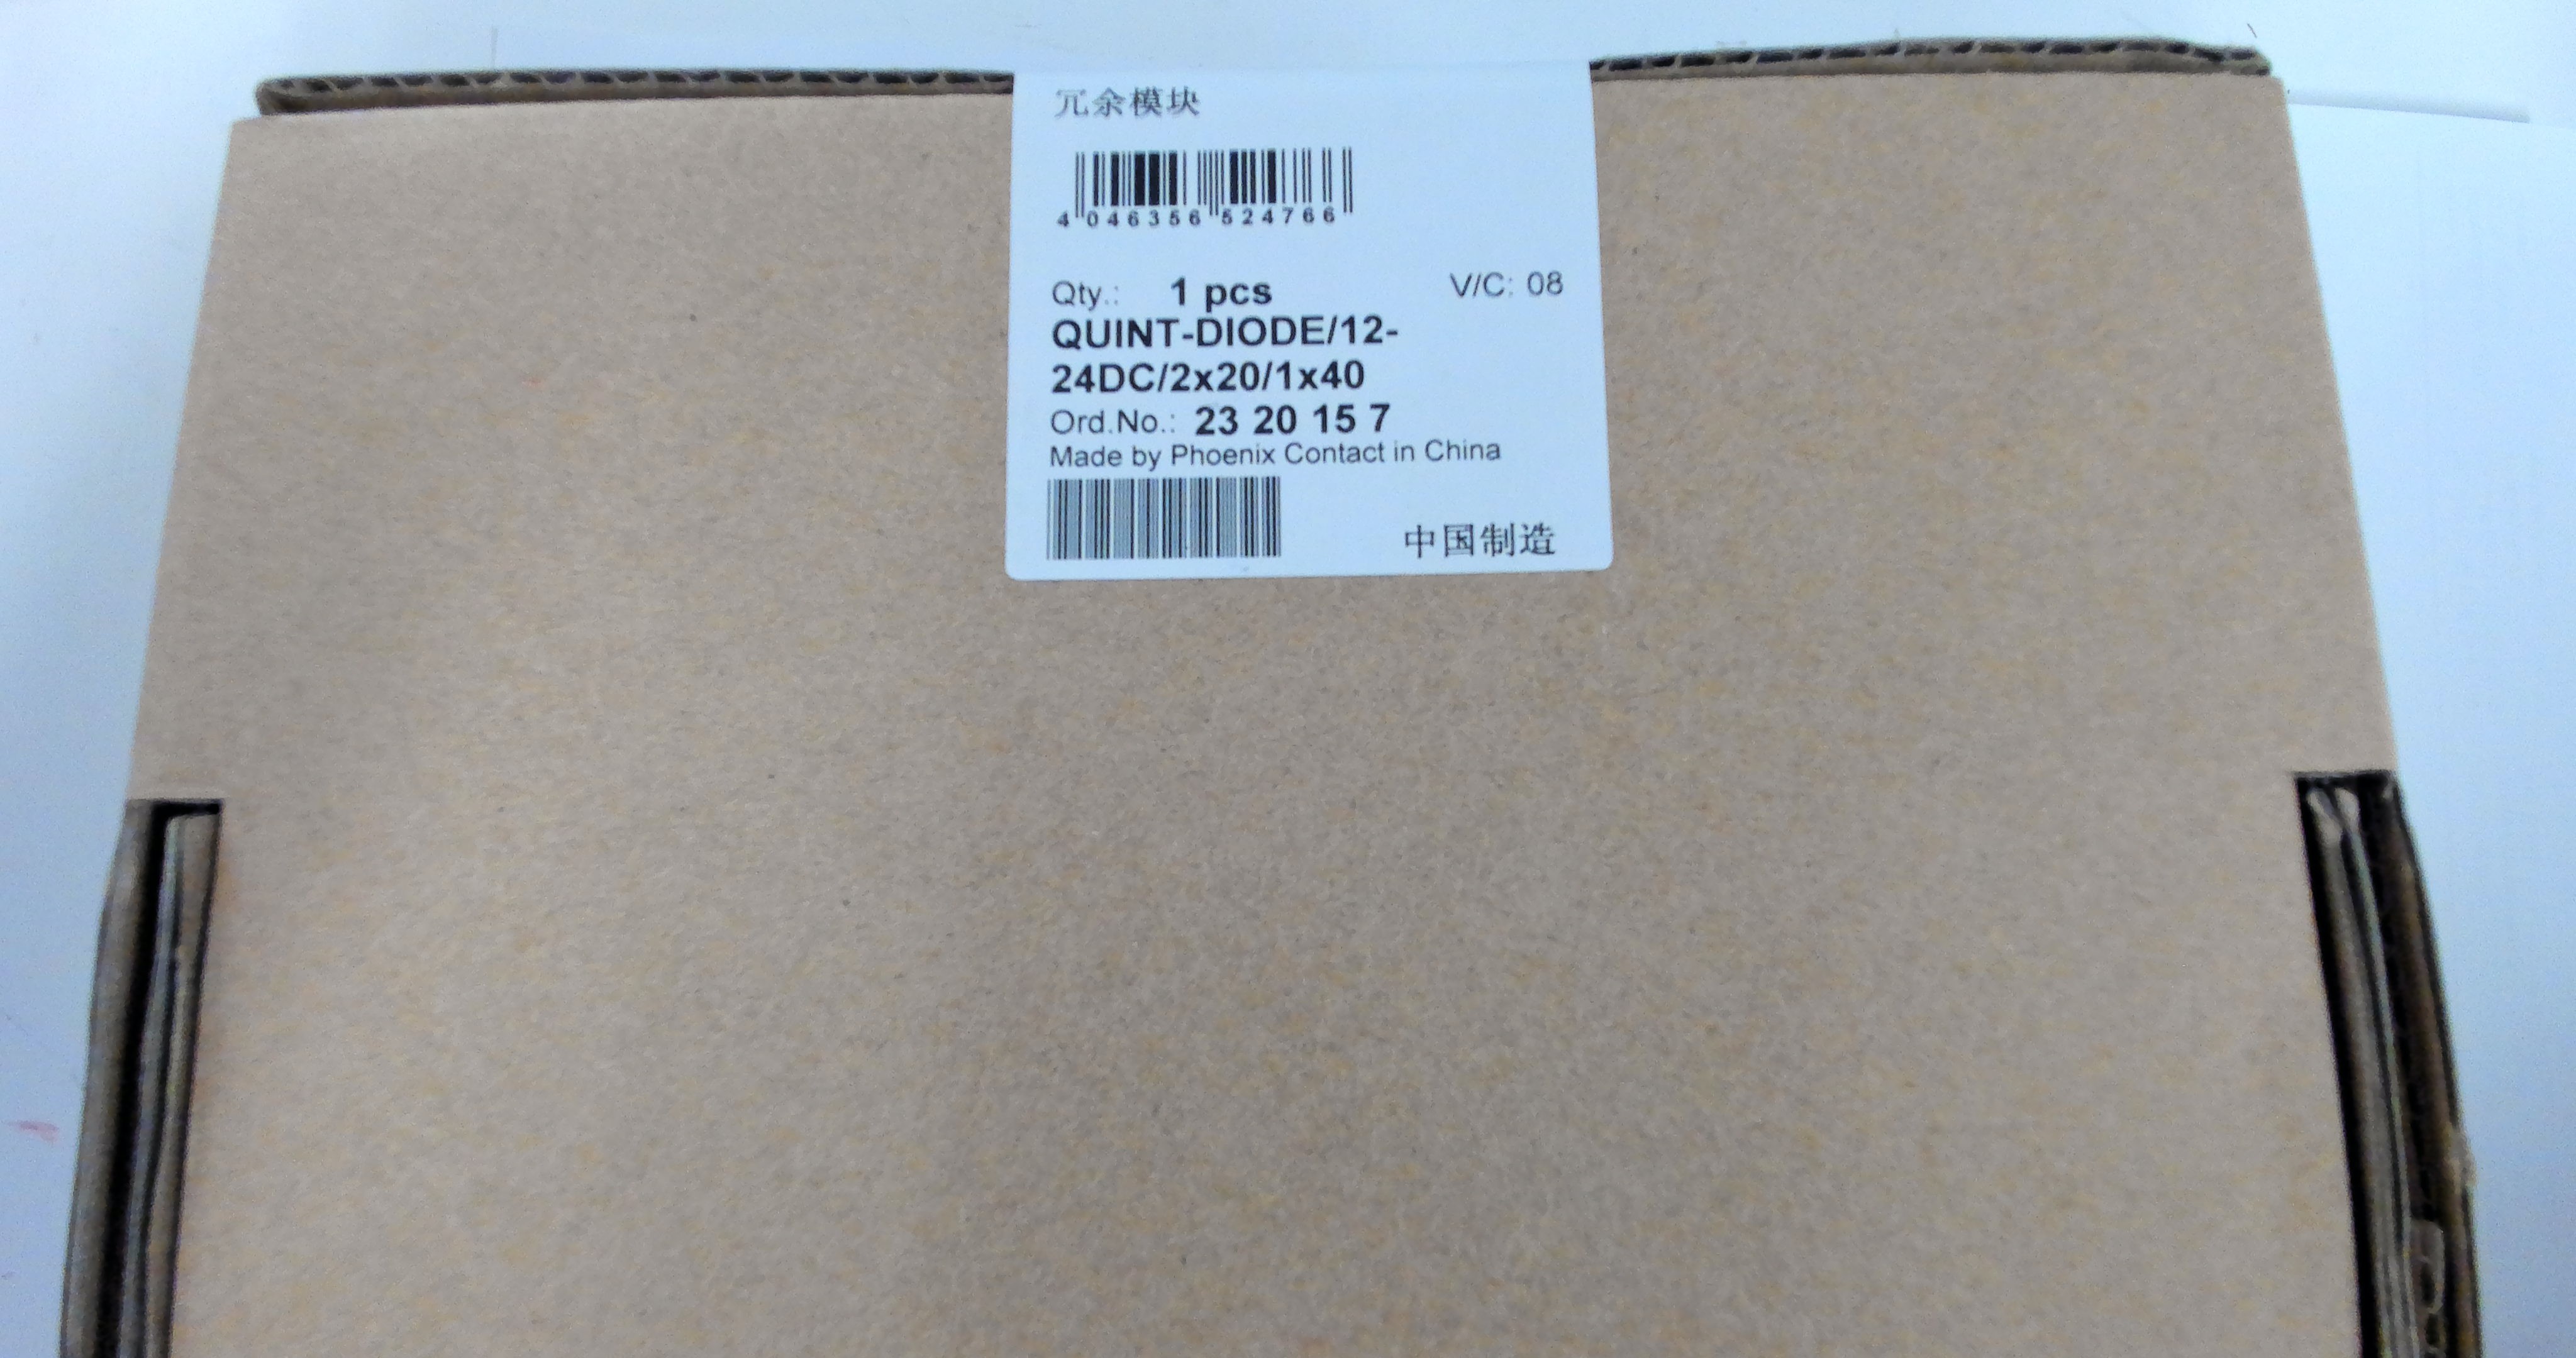 冗余模块
4 046356 524766
Qty.: 1 pcs V/C: 08
QUINT-DIODE/12-
24DC/2x20/1x40
Ord.No.: 23 20 15 7
Made by Phoenix Contact in China
中国制造